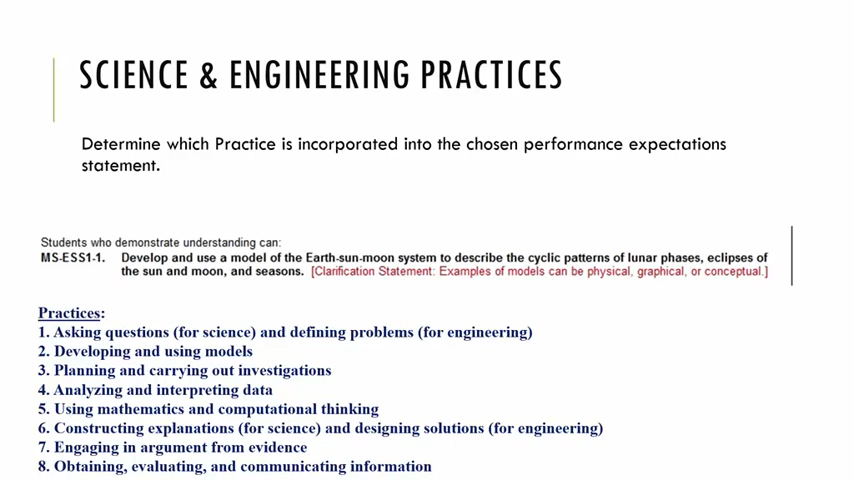 SCIENCE & ENGINEERING PRACTICES
Determine which Practice is incorporated into the chosen performance expectations
statement.
Students who demonstrate understanding can:
MS-ESS1-1. Develop and use a model of the Earth-sun-moon system to describe the cyclic patterns of lunar phases, eclipses of
the sun and moon, and seasons. [Clarification Statement: Examples of models can be physical, graphical, or conceptual.]
Practices:
1. Asking questions (for science) and defining problems (for engineering)
2. Developing and using models
3. Planning and carrying out investigations
4. Analyzing and interpreting data
5. Using mathematics and computational thinking
6. Constructing explanations (for science) and designing solutions (for engineering)
7. Engaging in argument from evidence
8. Obtaining, evaluating, and communicating information